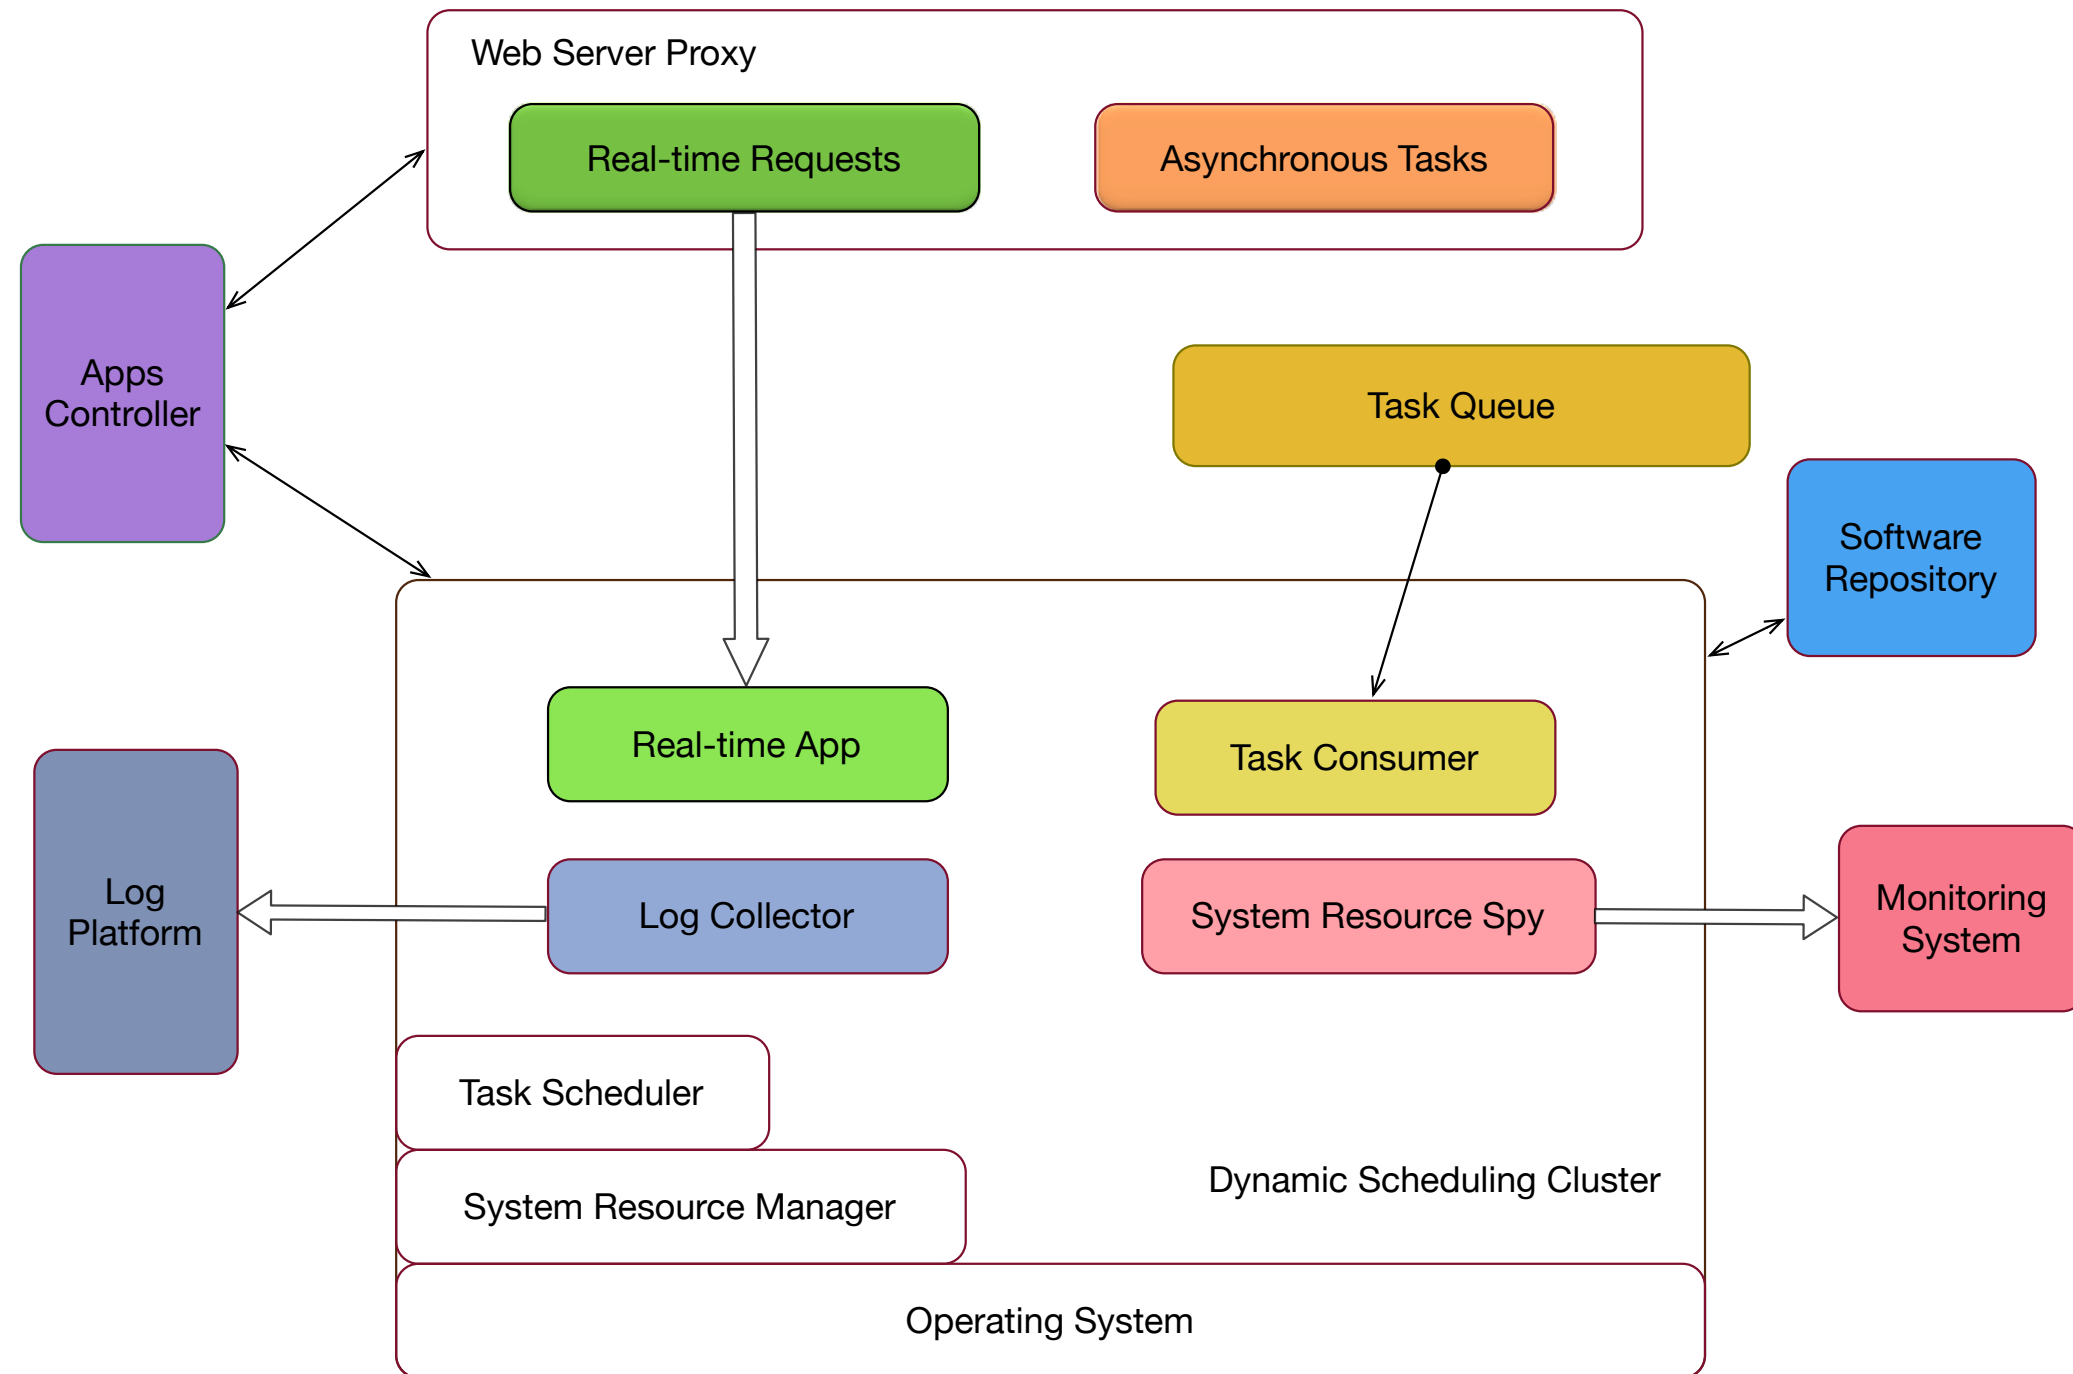 Web Server Proxy
Real-time Requests
Asynchronous Tasks
Apps
Controller
Task Queue
Software
Repository
Real-time App
Task Consumer
Log
Platform
Log Collector
System Resource Spy
Monitoring
System
Task Scheduler
Dynamic Scheduling Cluster
System Resource Manager
Operating System